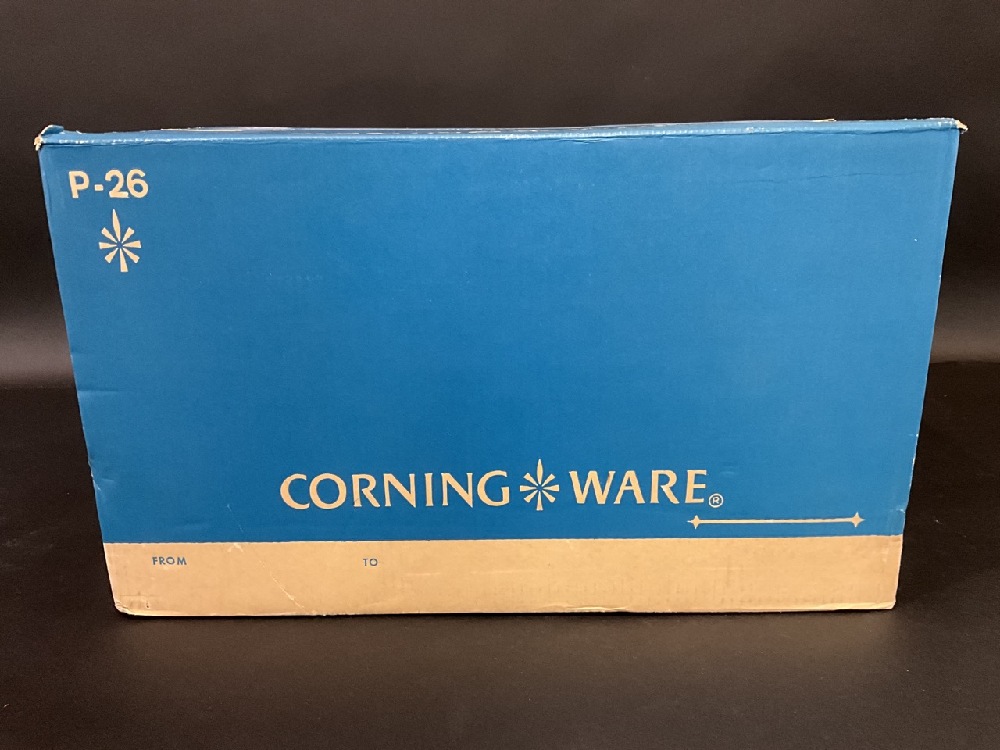 P-26
CORNING WARE®
FROM TO